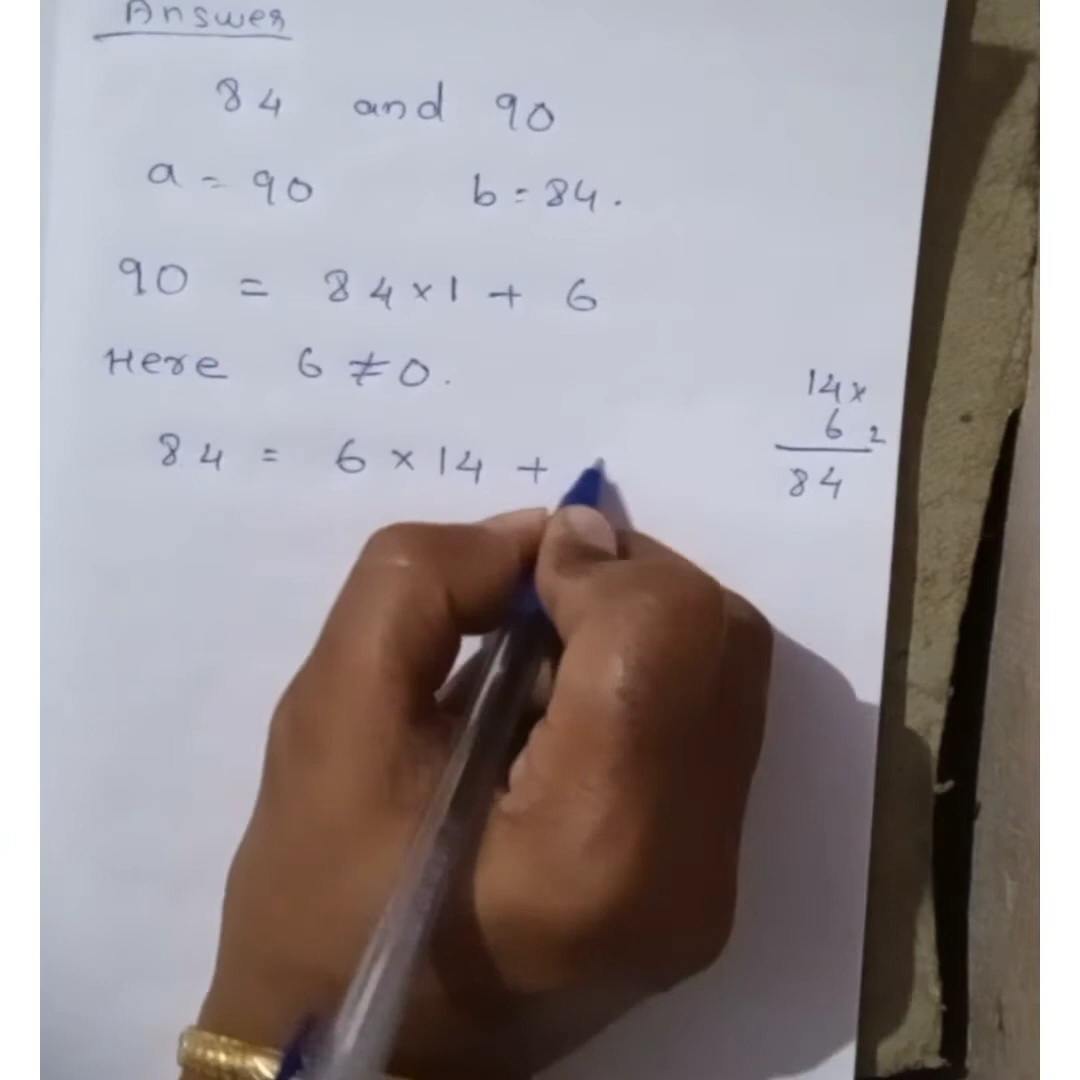 Answer
84 and 90
a = 90 b = 84.
90 = 84 × 1 + 6
Here 6 ≠ 0.
84 = 6 × 14 +
14 ×
6 2
84